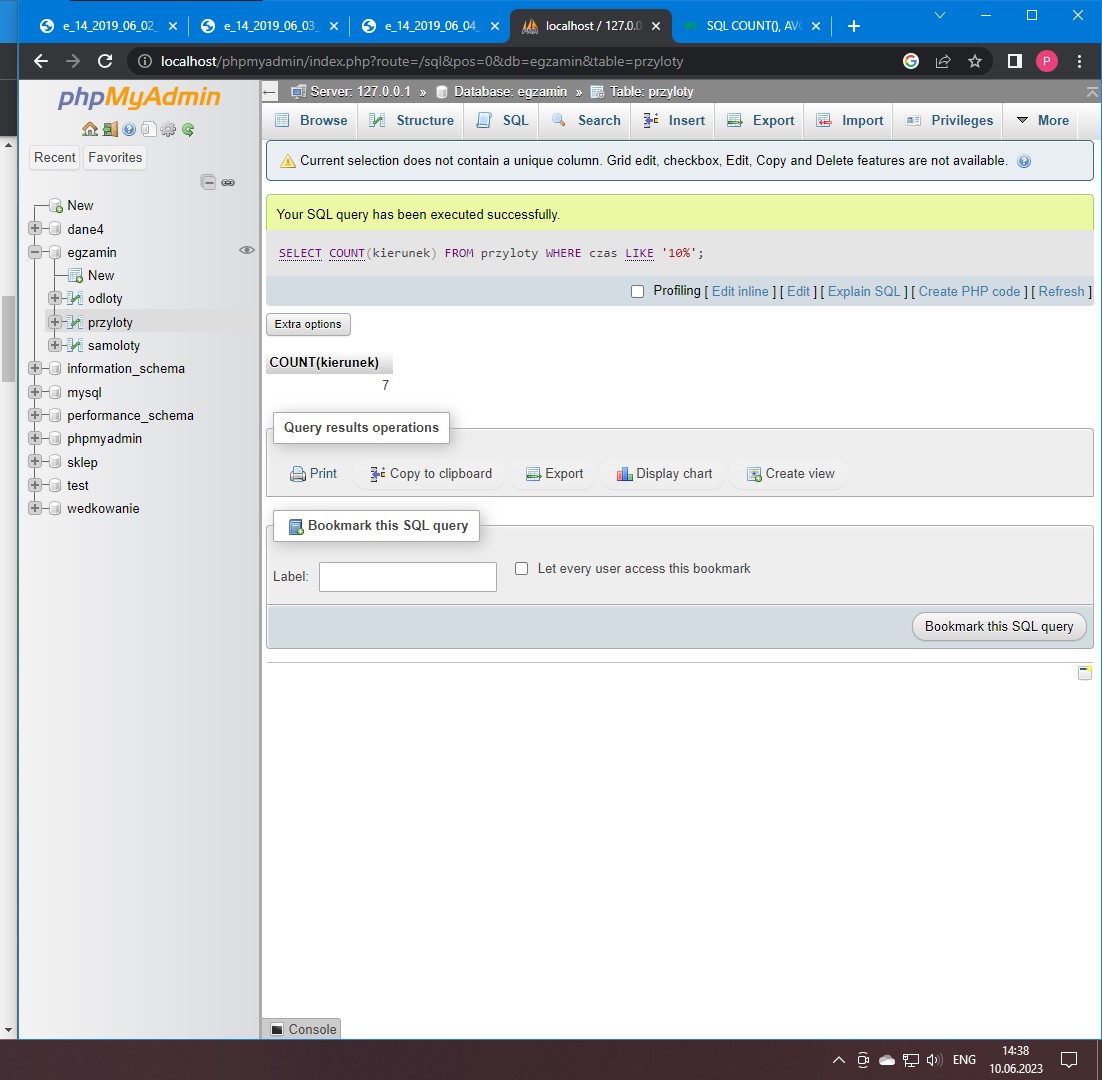 e_14_2019_06_02_
e_14_2019_06_03_
e_14_2019_06_04_
localhost / 127.0.0
SQL COUNT(), AV
localhost/phpmyadmin/index.php?route=/sql&pos=0&db=egzamin&table=przyloty
P
phpMyAdmin
Recent
Favorites
New
dane4
egzamin
New
odloty
przyloty
samoloty
information_schema
mysql
performance_schema
phpmyadmin
sklep
test
wedkowanie
Server: 127.0.0.1 » Database: egzamin » Table: przyloty
Browse
Structure
SQL
Search
Insert
Export
Import
Privileges
More
Current selection does not contain a unique column. Grid edit, checkbox, Edit, Copy and Delete features are not available.
Your SQL query has been executed successfully.
SELECT COUNT(kierunek) FROM przyloty WHERE czas LIKE '10%';
Profiling [ Edit inline ] [ Edit ] [ Explain SQL ] [ Create PHP code ] [ Refresh ]
Extra options
COUNT(kierunek)
7
Query results operations
Print
Copy to clipboard
Export
Display chart
Create view
Bookmark this SQL query
Label:
Let every user access this bookmark
Bookmark this SQL query
Console
ENG
14:38
10.06.2023